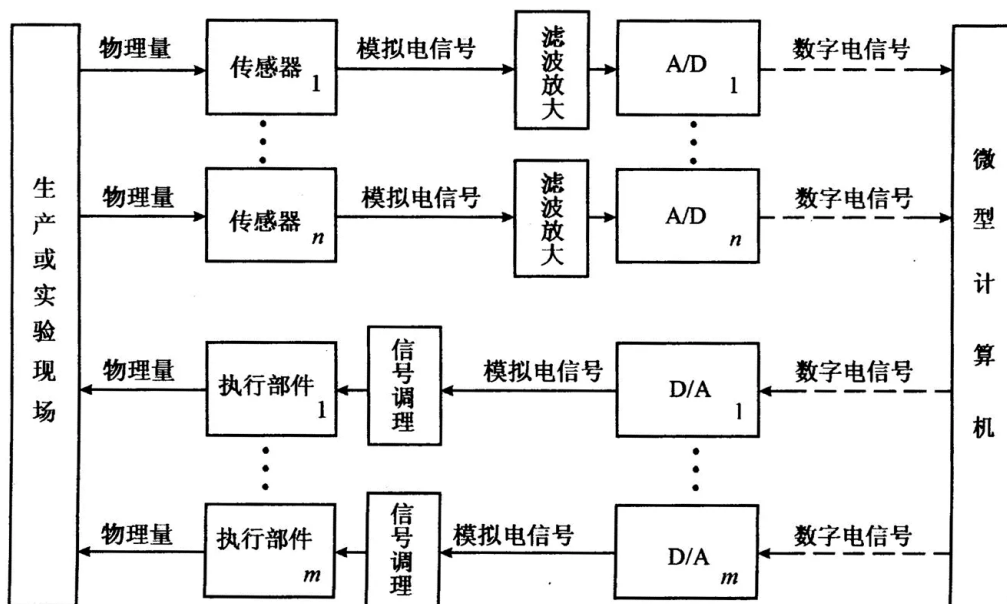 物理量
传感器
1
模拟电信号
滤波放大
A/D
1
数字电信号
物理量
传感器
n
模拟电信号
滤波放大
A/D
n
数字电信号
生产或实验现场
微型计算机
物理量
执行部件
1
信号调理
模拟电信号
D/A
1
数字电信号
物理量
执行部件
m
信号调理
模拟电信号
D/A
m
数字电信号